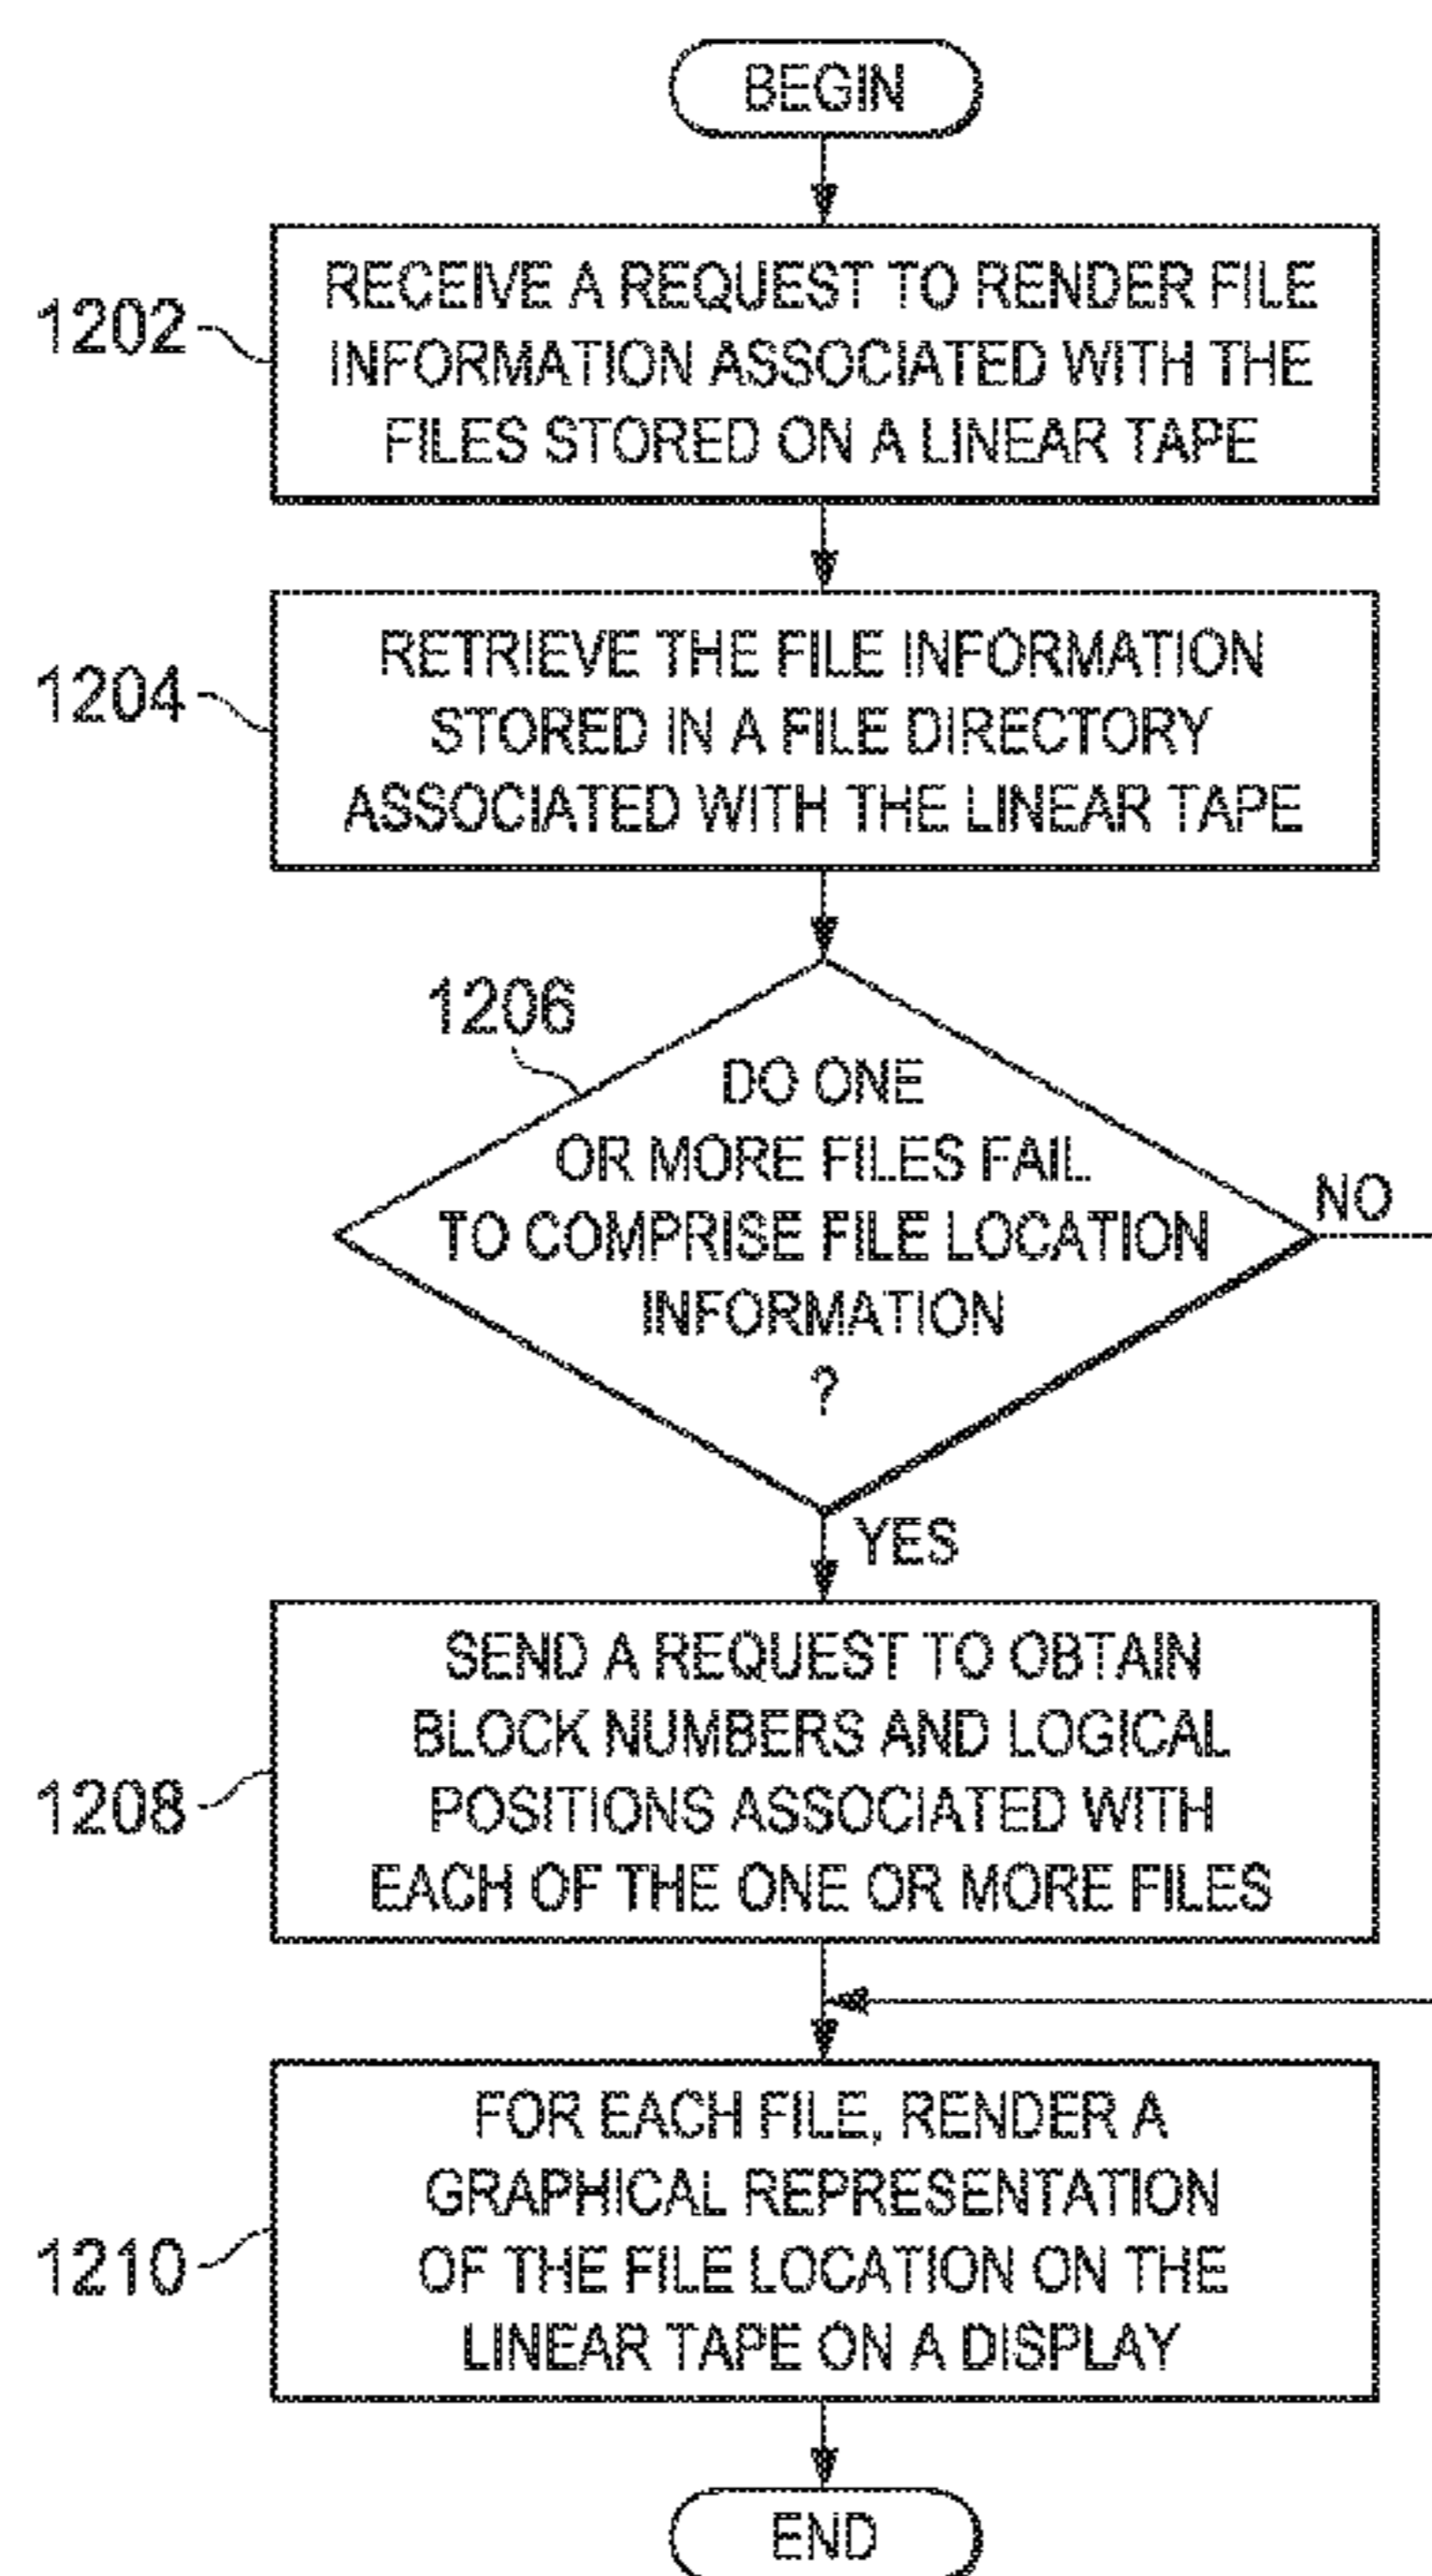 BEGIN
1202
RECEIVE A REQUEST TO RENDER FILE
INFORMATION ASSOCIATED WITH THE
FILES STORED ON A LINEAR TAPE
1204
RETRIEVE THE FILE INFORMATION
STORED IN A FILE DIRECTORY
ASSOCIATED WITH THE LINEAR TAPE
1206
DO ONE
OR MORE FILES FAIL
TO COMPRISE FILE LOCATION
INFORMATION
?
NO
YES
1208
SEND A REQUEST TO OBTAIN
BLOCK NUMBERS AND LOGICAL
POSITIONS ASSOCIATED WITH
EACH OF THE ONE OR MORE FILES
1210
FOR EACH FILE, RENDER A
GRAPHICAL REPRESENTATION
OF THE FILE LOCATION ON THE
LINEAR TAPE ON A DISPLAY
END